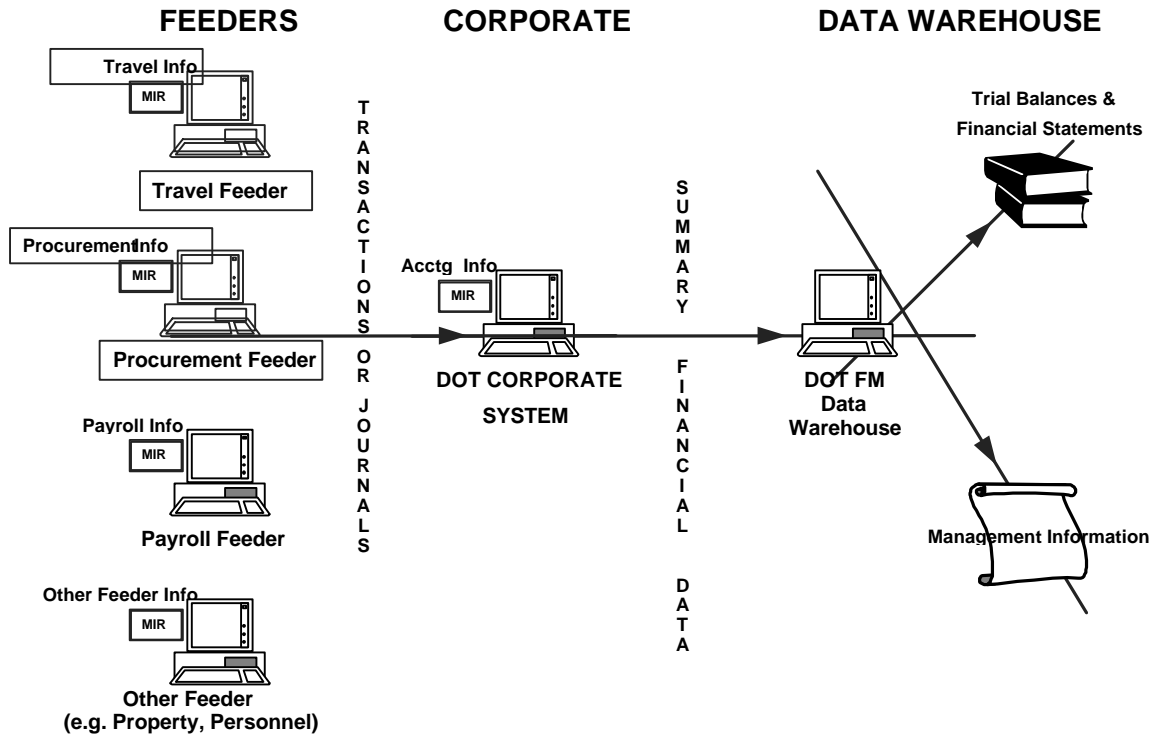 FEEDERS
CORPORATE
DATA WAREHOUSE
Travel Info
MIR
Travel Feeder
Procurement Info
MIR
Procurement Feeder
Payroll Info
MIR
Payroll Feeder
Other Feeder Info
MIR
Other Feeder
(e.g. Property, Personnel)
TRANSACTIONS OR JOURNALS
Acctg Info
MIR
DOT CORPORATE
SYSTEM
SUMMARY FINANCIAL DATA
DOT FM
Data
Warehouse
Trial Balances &
Financial Statements
Management Information